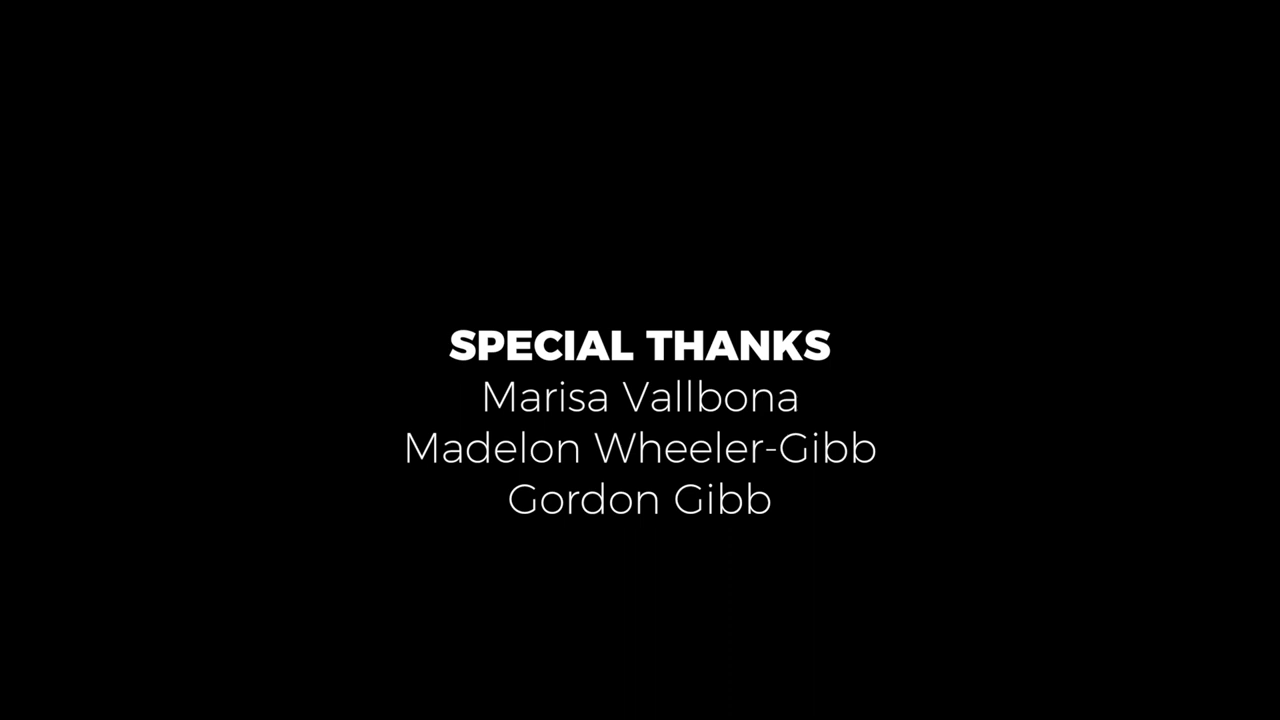 SPECIAL THANKS
Marisa Vallbona
Madelon Wheeler-Gibb
Gordon Gibb